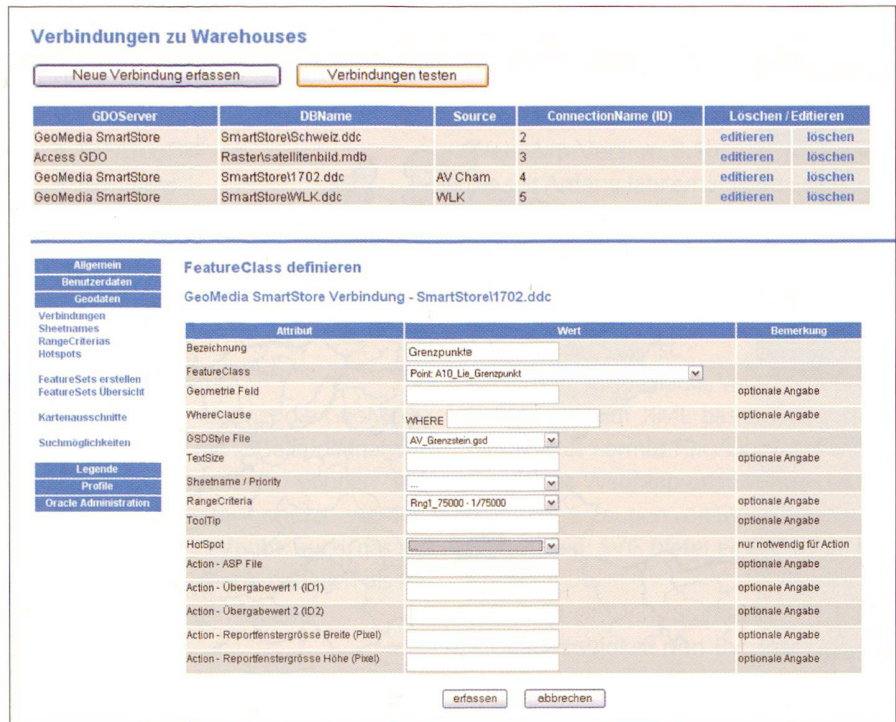 Verbindungen zu Warehouses
Neue Verbindung erfassen Verbindungen testen
GDOServer DBName Source ConnectionName (ID) Löschen / Editieren
GeoMedia SmartStore SmartStore\Schweiz.ddc 2 editieren löschen
Access GDO Raster\satellitenbild.mdb 3 editieren löschen
GeoMedia SmartStore SmartStore\1702.ddc AV Cham 4 editieren löschen
GeoMedia SmartStore SmartStore\WLK.ddc WLK 5 editieren löschen
Allgemein
Benutzerdaten
Geodaten
Verbindungen
Sheetnames
RangeCriterias
Hotspots
FeatureSets erstellen
FeatureSets Übersicht
Kartenausschnitte
Suchmöglichkeiten
Legende
Profile
Oracle Administration
FeatureClass definieren
GeoMedia SmartStore Verbindung - SmartStore\1702.ddc
Attribut Wert Bemerkung
Bezeichnung Grenzpunkte
FeatureClass Point: A10_Lie_Grenzpunkt
Geometrie Feld optionale Angabe
WhereClause WHERE optionale Angabe
GSDStyle File AV_Grenzstein.gsd
TextSize optionale Angabe
Sheetname / Priority ...
RangeCriteria Rng1_75000 - 1/75000 optionale Angabe
ToolTip optionale Angabe
HotSpot ... nur notwendig für Action
Action - ASP File optionale Angabe
Action - Übergabewert 1 (ID1) optionale Angabe
Action - Übergabewert 2 (ID2) optionale Angabe
Action - Reportfenstergrösse Breite (Pixel) optionale Angabe
Action - Reportfenstergrösse Höhe (Pixel) optionale Angabe
erfassen abbrechen